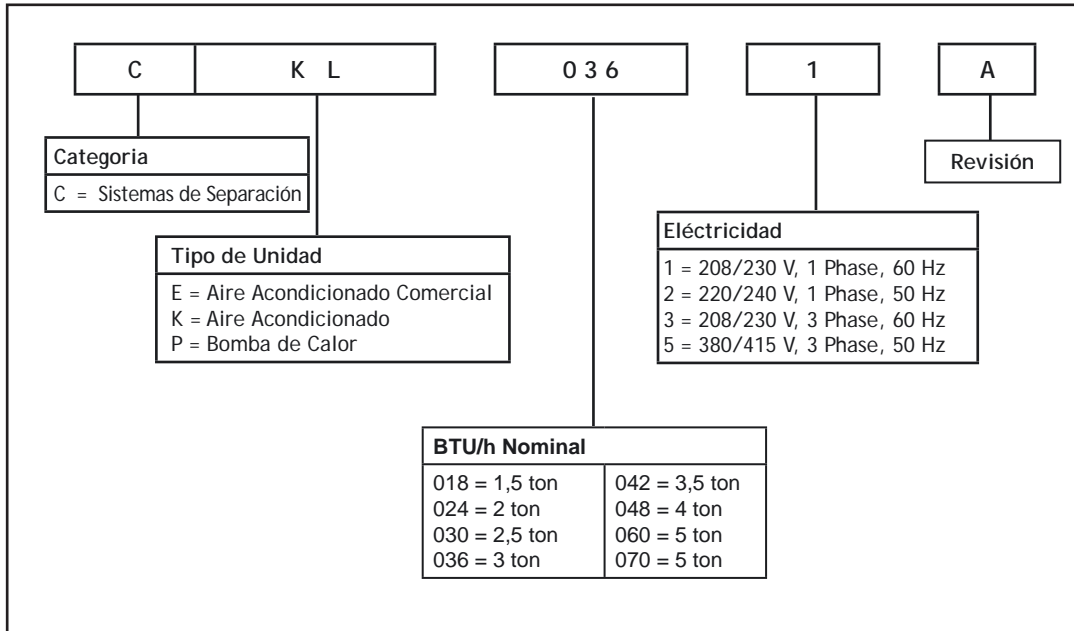 C K L 0 3 6 1 A
Categoria
C = Sistemas de Separación
Revisión
Tipo de Unidad
E = Aire Acondicionado Comercial
K = Aire Acondicionado
P = Bomba de Calor
Eléctricidad
1 = 208/230 V, 1 Phase, 60 Hz
2 = 220/240 V, 1 Phase, 50 Hz
3 = 208/230 V, 3 Phase, 60 Hz
5 = 380/415 V, 3 Phase, 50 Hz
BTU/h Nominal
018 = 1,5 ton
024 = 2 ton
030 = 2,5 ton
036 = 3 ton
042 = 3,5 ton
048 = 4 ton
060 = 5 ton
070 = 5 ton